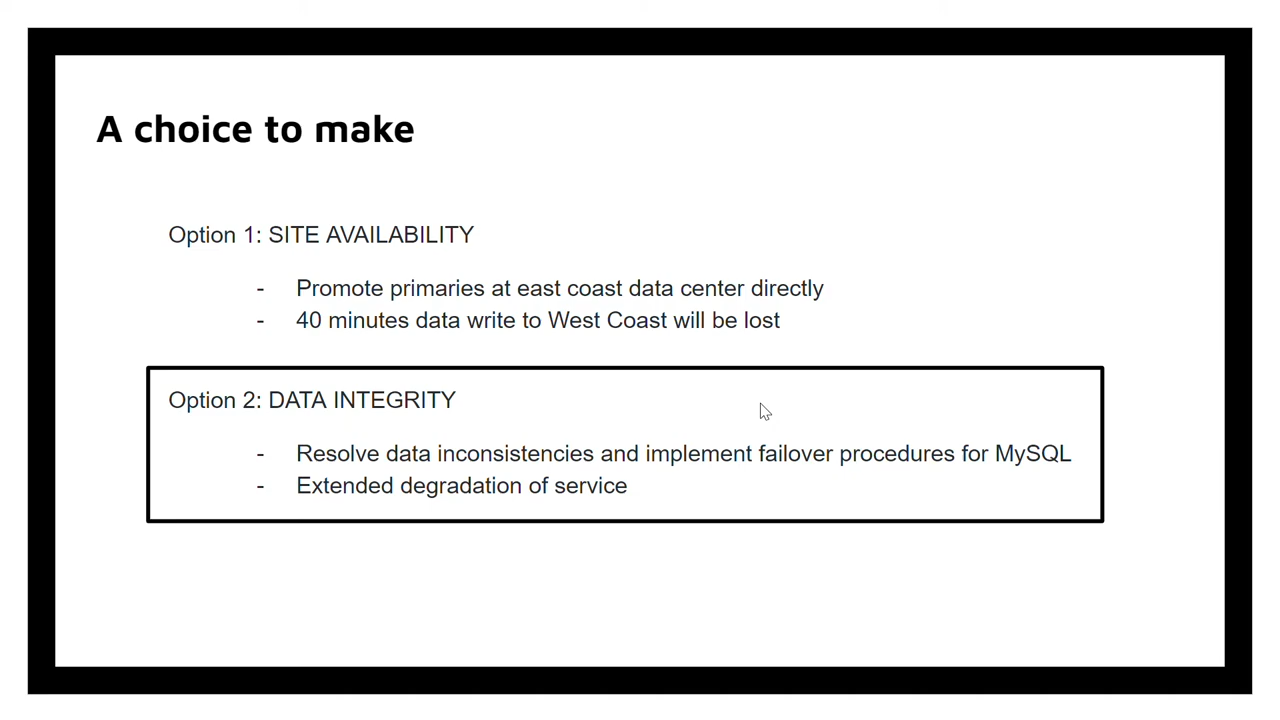 A choice to make
Option 1: SITE AVAILABILITY
- Promote primaries at east coast data center directly
- 40 minutes data write to West Coast will be lost
Option 2: DATA INTEGRITY
- Resolve data inconsistencies and implement failover procedures for MySQL
- Extended degradation of service